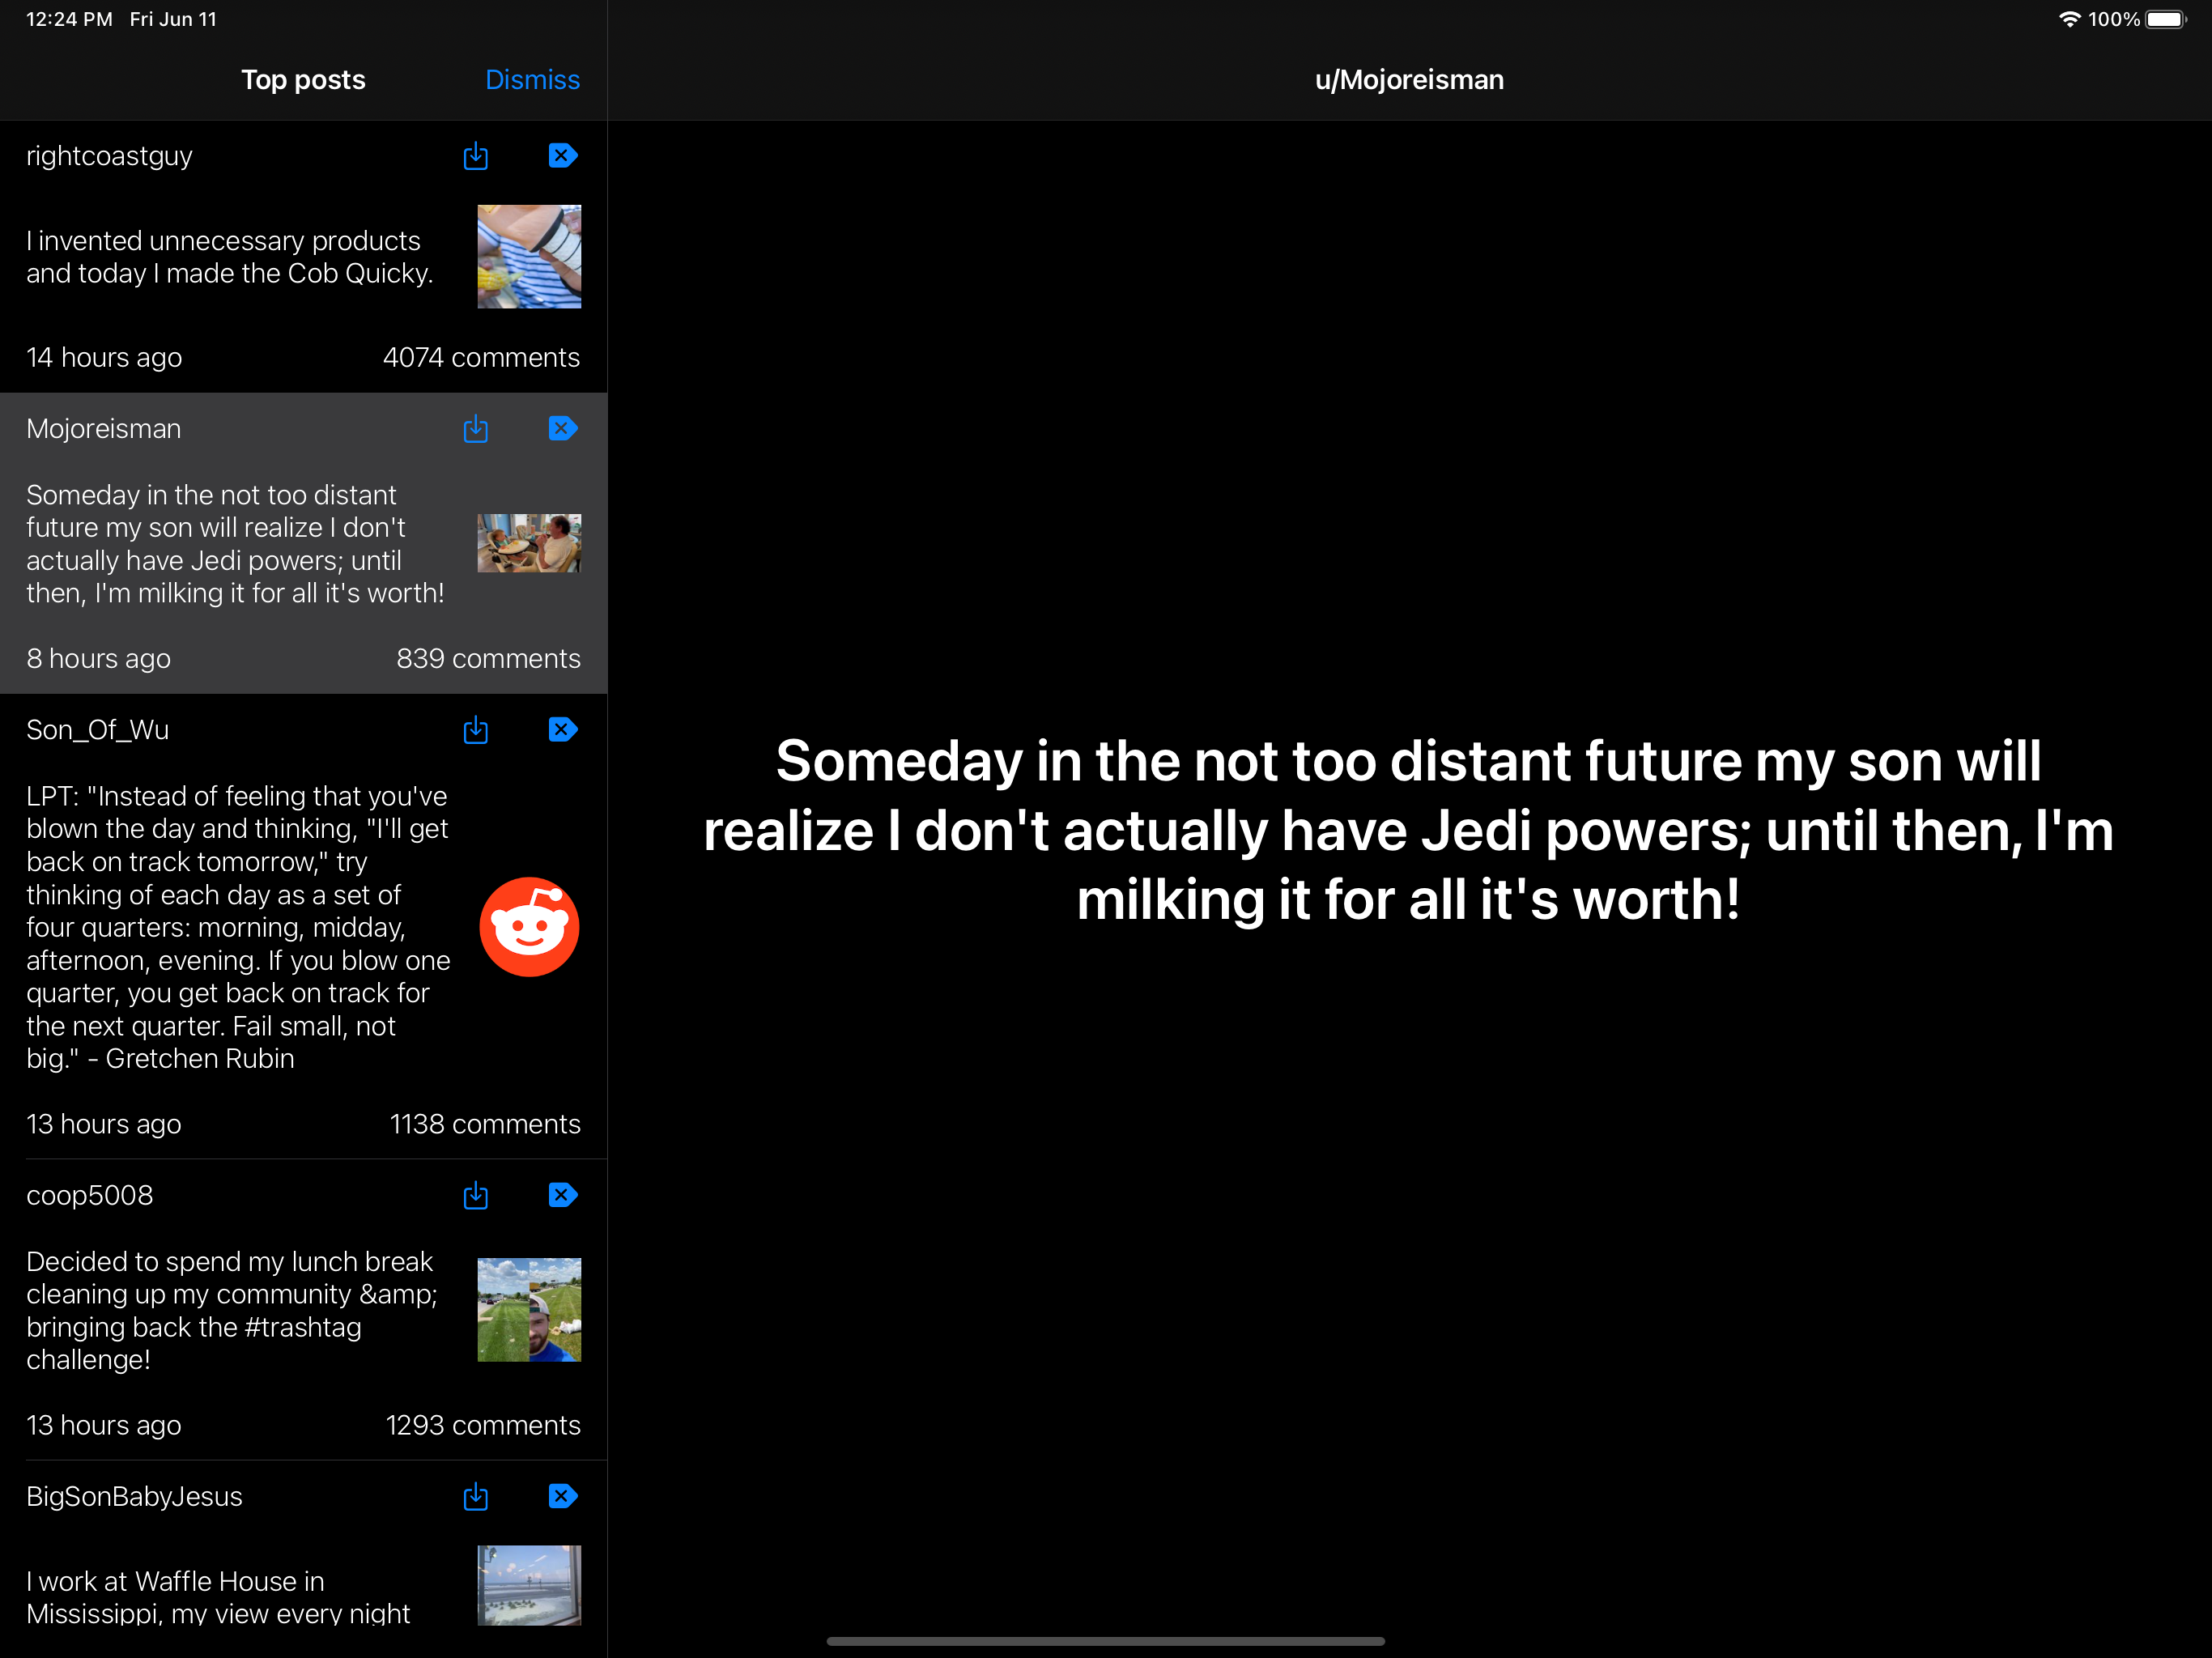 12:24 PM Fri Jun 11
100%
Top posts
Dismiss
u/Mojoreisman
rightcoastguy
I invented unnecessary products
and today I made the Cob Quicky.
14 hours ago
4074 comments
Mojoreisman
Someday in the not too distant
future my son will realize I don't
actually have Jedi powers; until
then, I'm milking it for all it's worth!
8 hours ago
839 comments
Son_Of_Wu
LPT: "Instead of feeling that you've
blown the day and thinking, "I'll get
back on track tomorrow," try
thinking of each day as a set of
four quarters: morning, midday,
afternoon, evening. If you blow one
quarter, you get back on track for
the next quarter. Fail small, not
big." - Gretchen Rubin
13 hours ago
1138 comments
coop5008
Decided to spend my lunch break
cleaning up my community &amp;
bringing back the #trashtag
challenge!
13 hours ago
1293 comments
BigSonBabyJesus
I work at Waffle House in
Mississippi, my view every night
Someday in the not too distant future my son will
realize I don't actually have Jedi powers; until then, I'm
milking it for all it's worth!